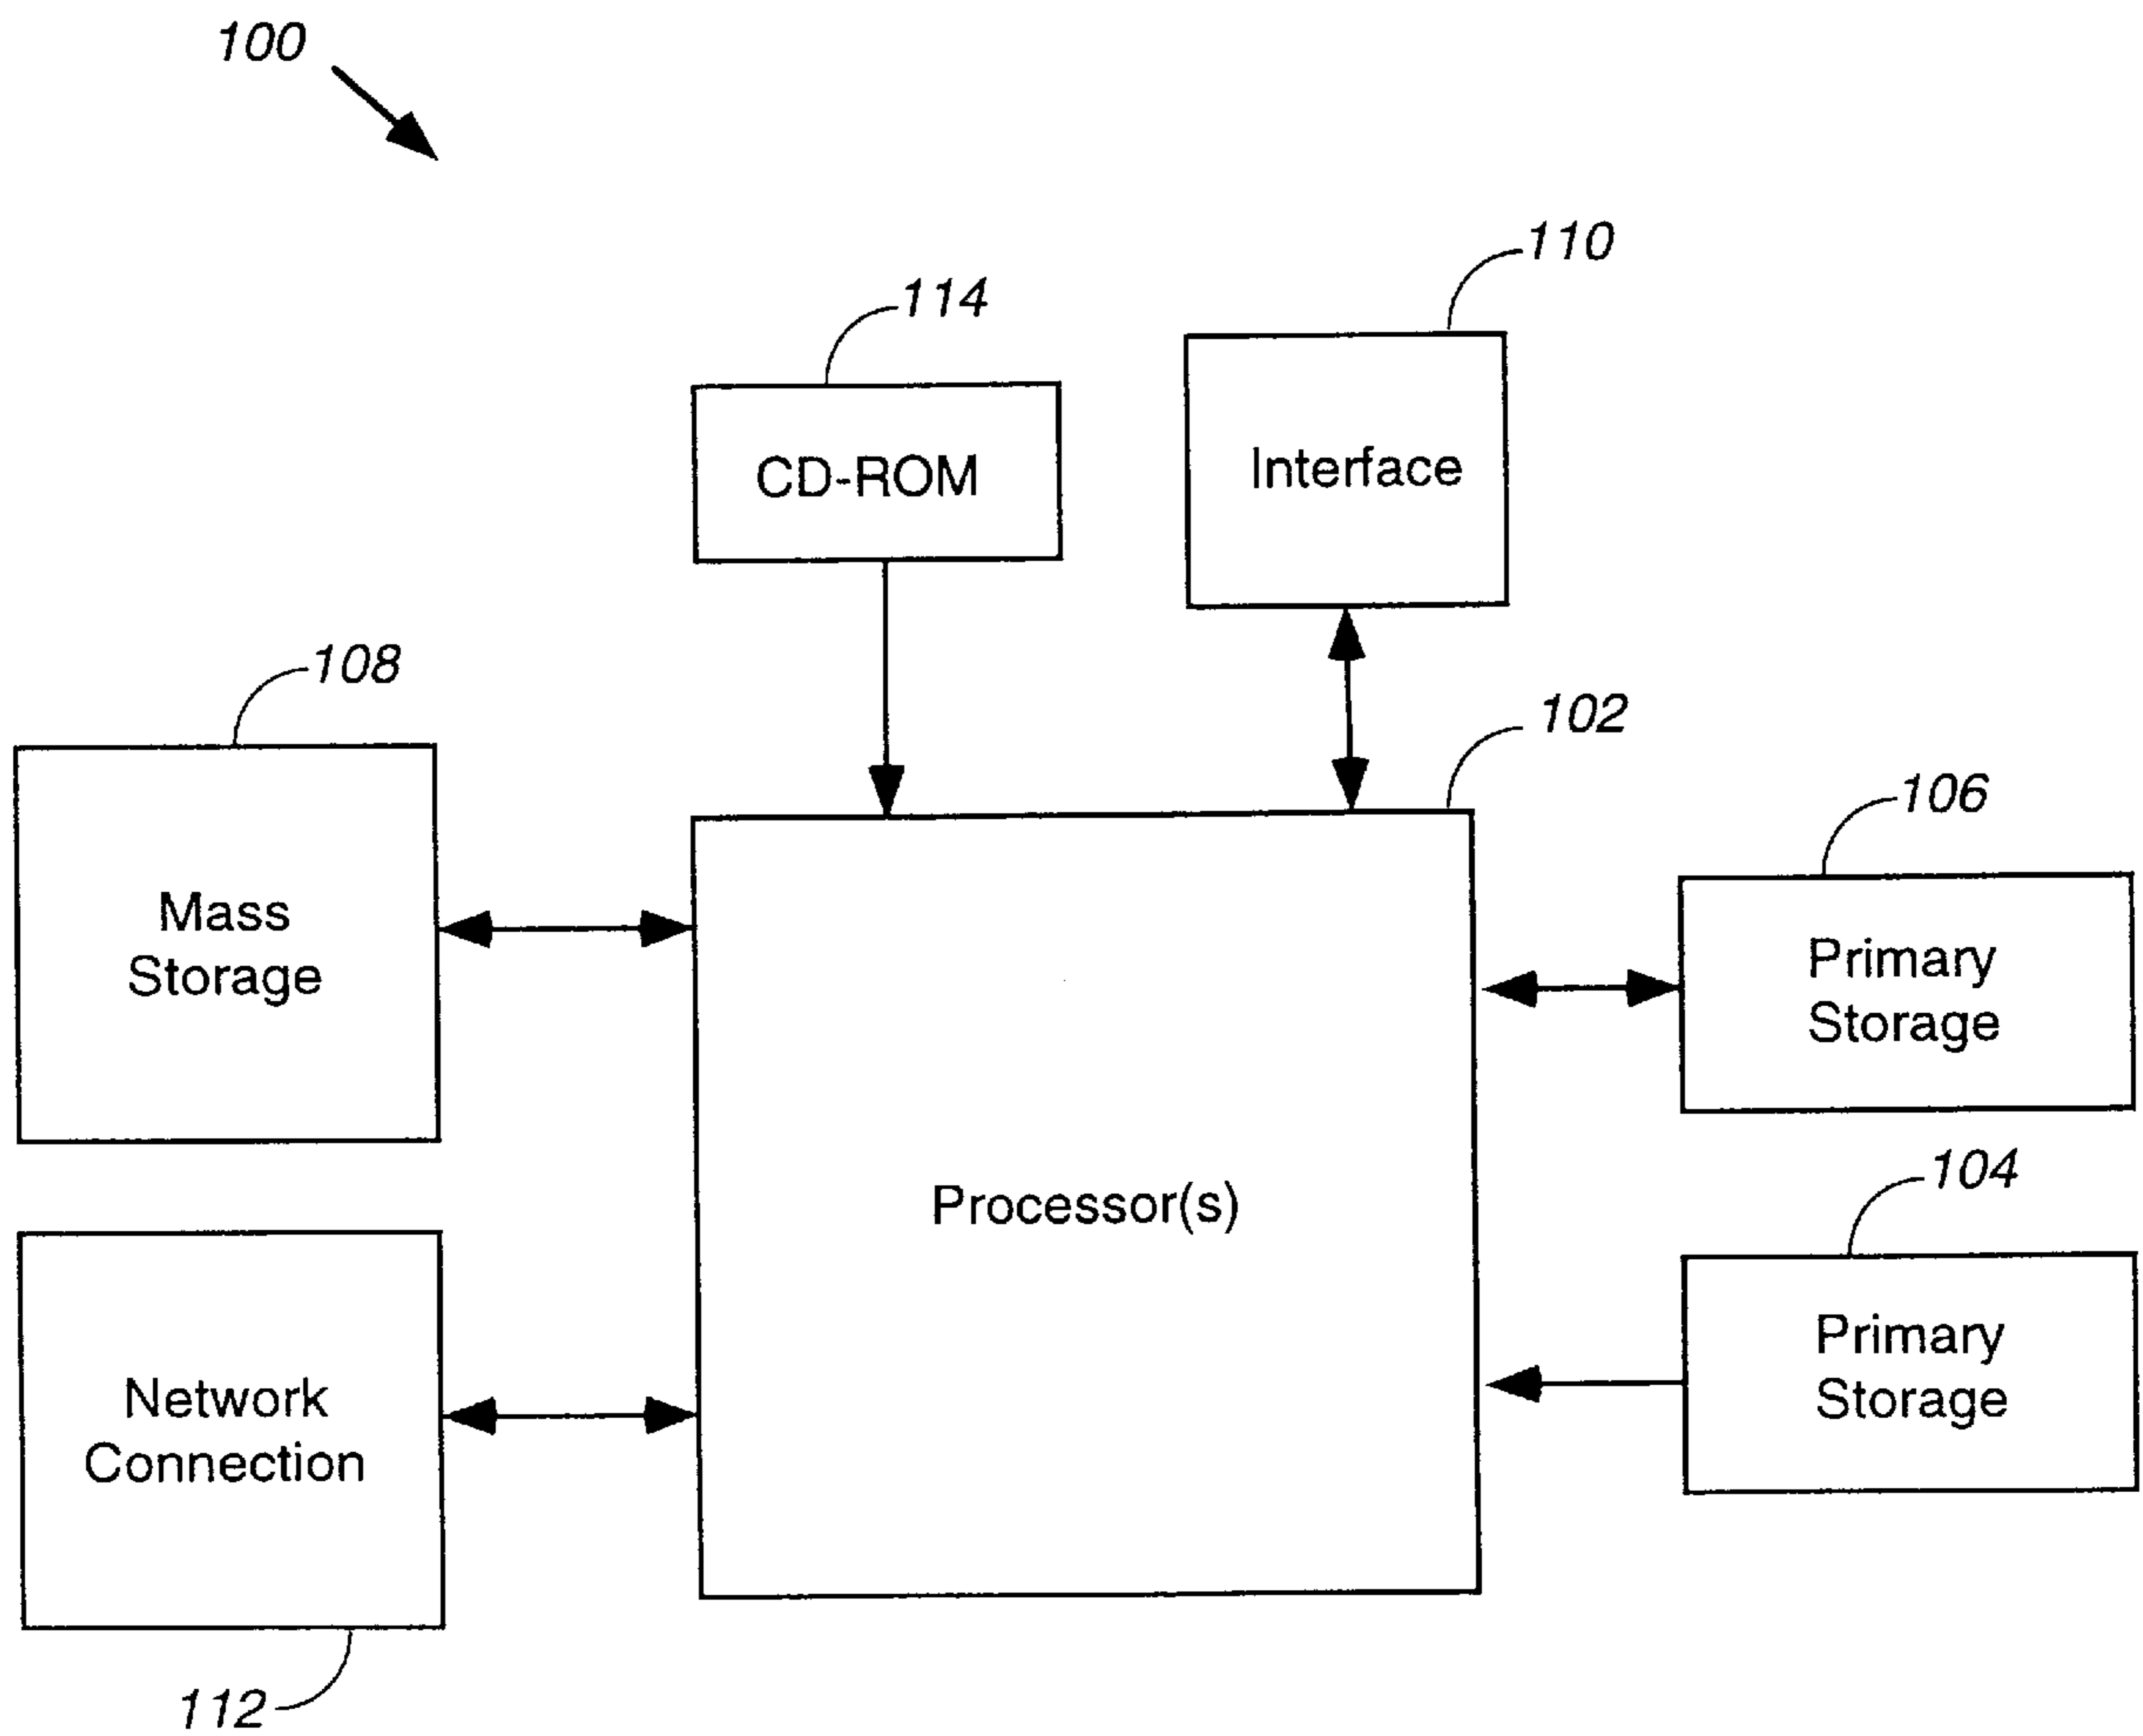 100
110
114
CD-ROM
Interface
108
102
106
Mass
Storage
Primary
Storage
104
Processor(s)
Primary
Storage
Network
Connection
112